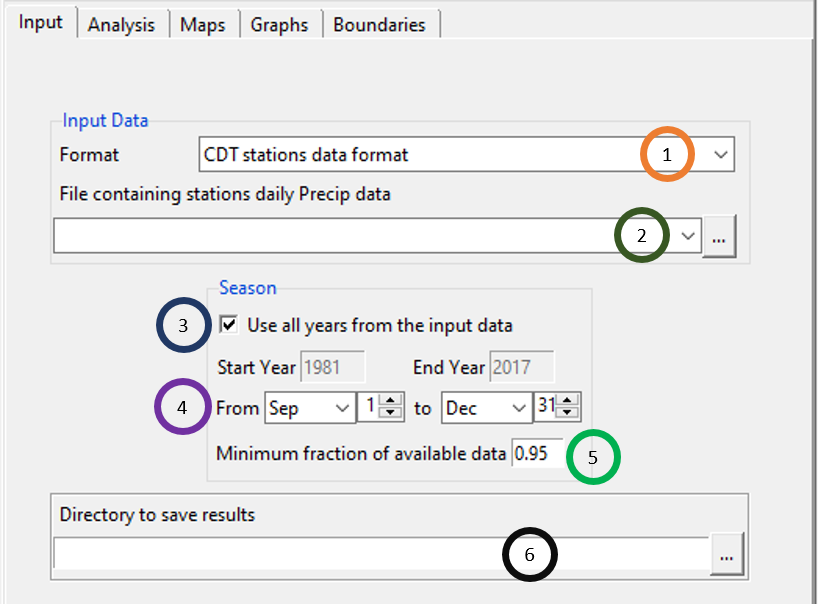 Input Analysis Maps Graphs Boundaries
Input Data
Format CDT stations data format 1
File containing stations daily Precip data
2 ...
Season
3 Use all years from the input data
Start Year 1981 End Year 2017
4 From Sep 1 to Dec 31
Minimum fraction of available data 0.95 5
Directory to save results
6 ...